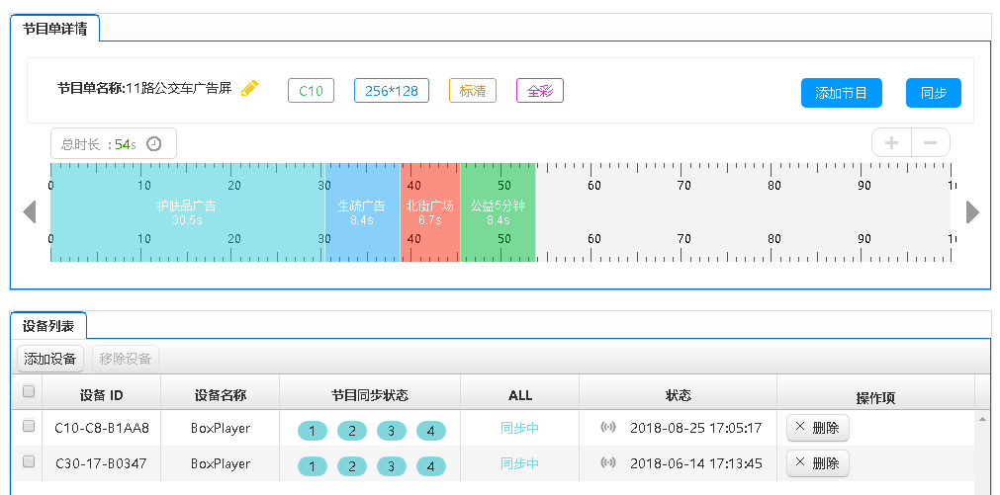 节目单详情
节目单名称:11路公交车广告屏 C10 256*128 标清 全彩 添加节目 同步
总时长 :54s + −
0 10 20 30 40 50 60 70 80 90
护肤品广告 生疏广告 北街广场 公益5分钟
30.5s 8.4s 6.7s 8.4s
0 10 20 30 40 50 60 70 80 90
设备列表
添加设备 移除设备
设备 ID 设备名称 节目同步状态 ALL 状态 操作项
C10-C8-B1AA8 BoxPlayer 1 2 3 4 同步中 2018-08-25 17:05:17 × 删除
C30-17-B0347 BoxPlayer 1 2 3 4 同步中 2018-06-14 17:13:45 × 删除